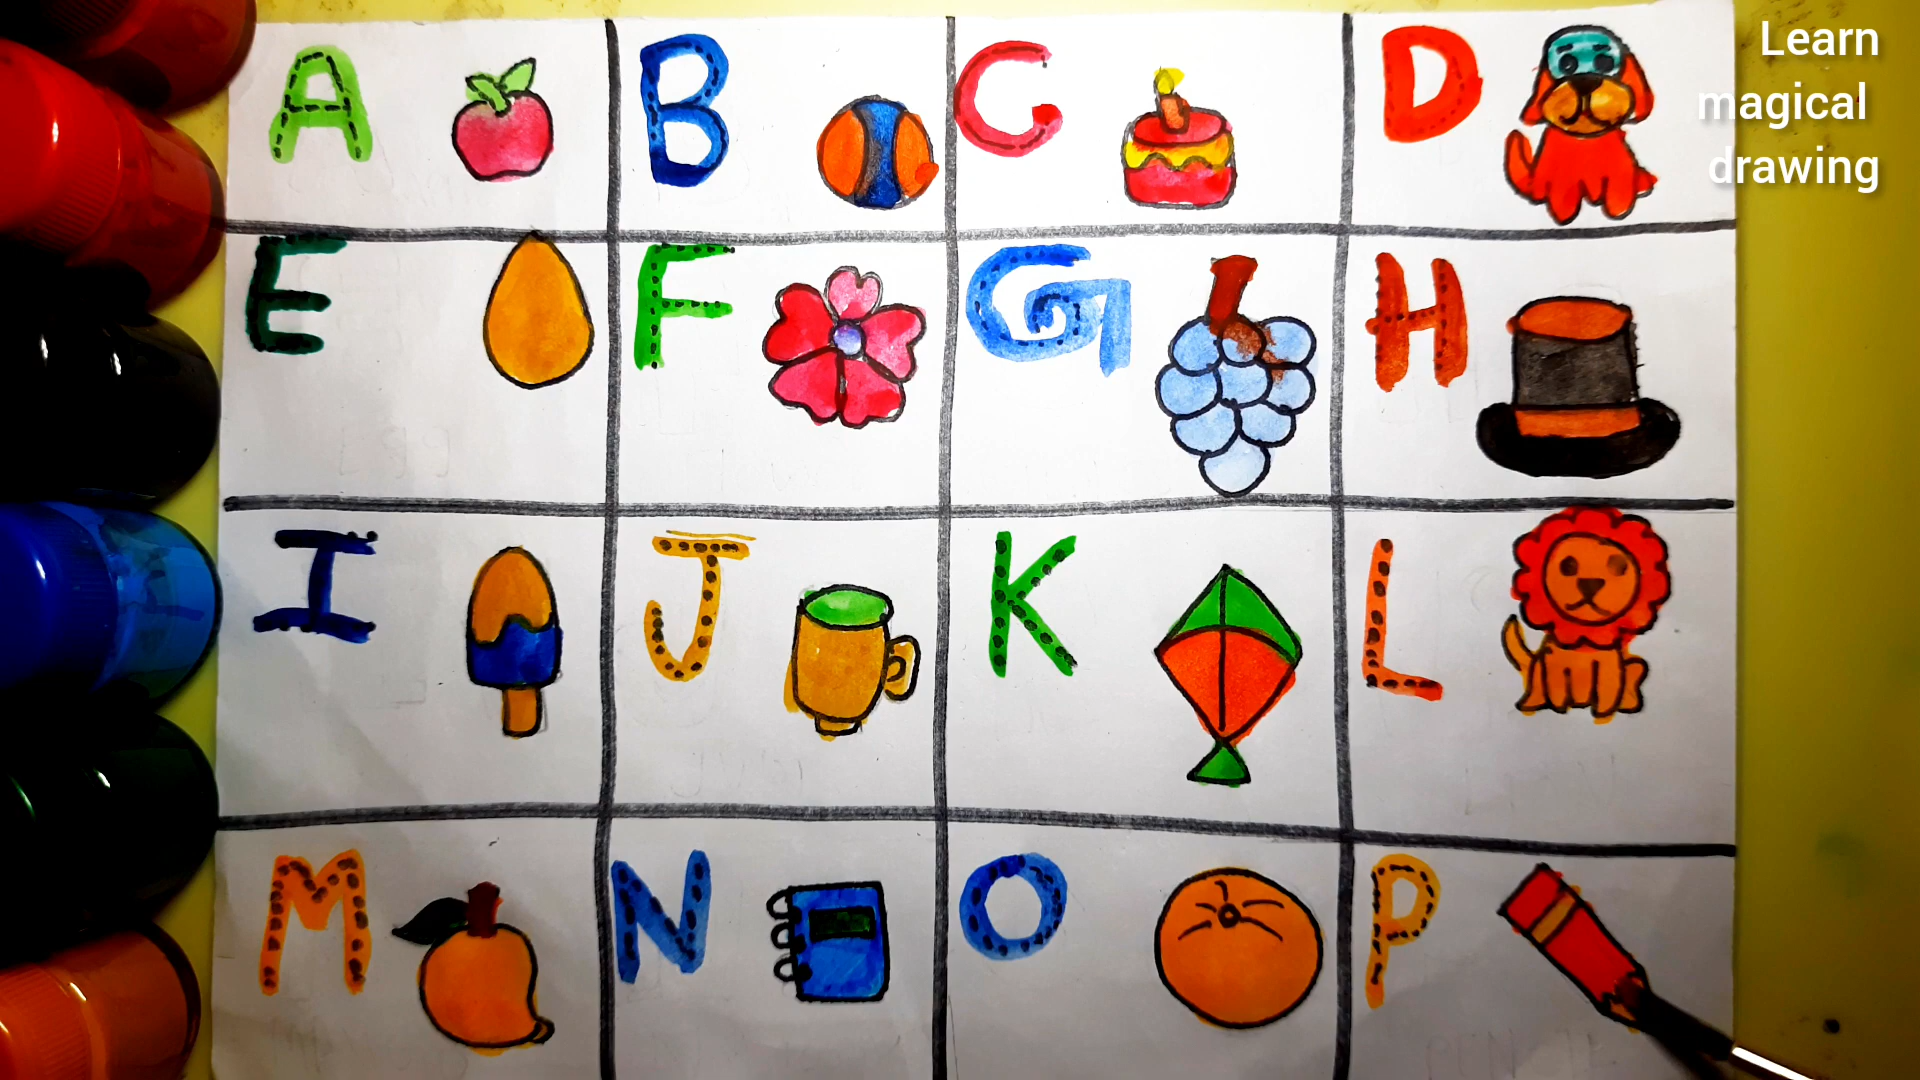 A B C D
E F G H
I J K L
M N O P
Learn
magical
drawing